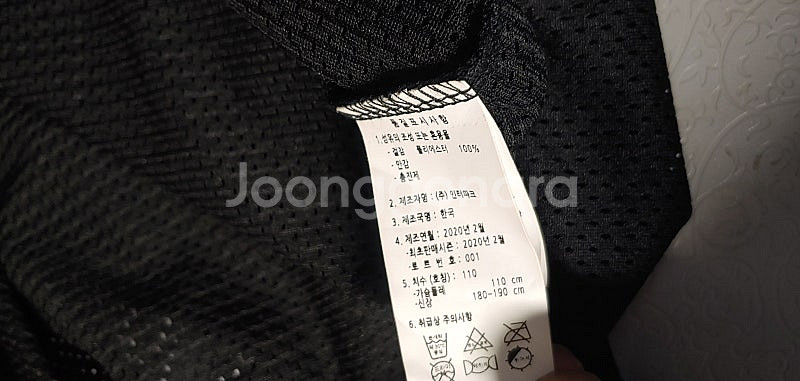 품질표시사항
1.섬유의 조성 또는 혼용율
-겉감 폴리에스터 100%
-안감
-충전재
Joonggonara
2. 제조자명 : (주) 인터파크
3. 제조국명 : 한국
4. 제조연월 : 2020년 2월
-최초판매시즌 : 2020년 2월
-로트번호 : 001
5. 치수 (호칭) : 110
-가슴둘레 110 cm
-신장 180-190 cm
6. 취급상 주의사항